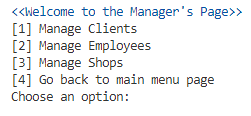 <<Welcome to the Manager's Page>>
[1] Manage Clients
[2] Manage Employees
[3] Manage Shops
[4] Go back to main menu page
Choose an option: